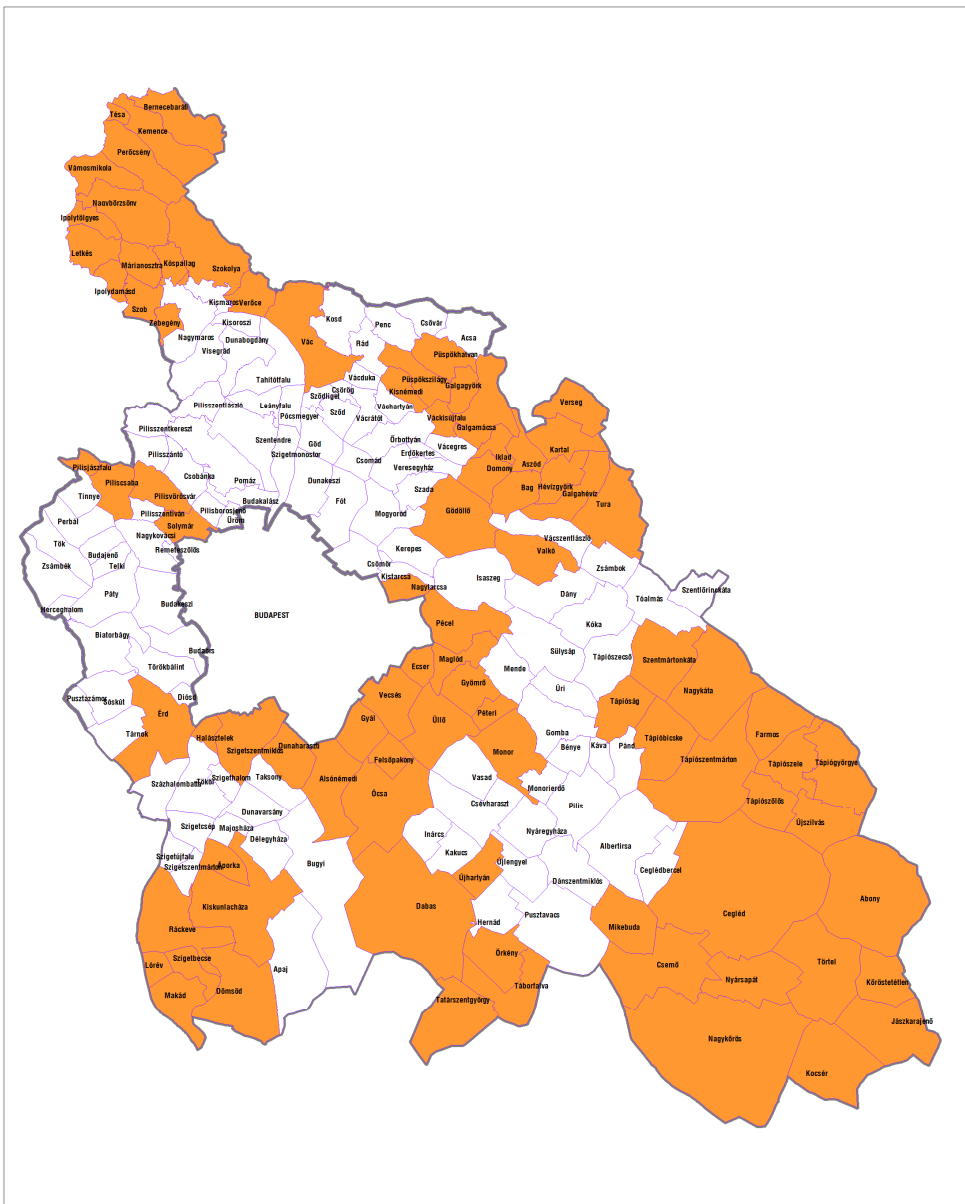 Bernecebaráti
Tésa
Kemence
Perőcsény
Vámosmikola
Nagybörzsöny
Ipolytölgyes
Letkés
Márianosztra
Kóspallag
Szokolya
Ipolydamásd
Szob
Zebegény
Kismaros
Verőce
Kosd
Penc
Csővár
Acsa
Kisoroszi
Nagymaros
Dunabogdány
Visegrád
Vác
Rád
Püspökhatvan
Tahitótfalu
Vácduka
Püspökszilágy
Galgagyörk
Kisnémedi
Csörög
Sződliget
Verseg
Pilisszentlászló
Leányfalu
Pócsmegyer
Sződ
Váchartyán
Vácrátót
Váckisújfalu
Galgamácsa
Pilisszentkereszt
Őrbottyán
Szentendre
Göd
Vácegres
Erdőkertes
Iklad
Kartal
Pilisszántó
Szigetmonostor
Csomád
Veresegyház
Domony
Aszód
Pilisjászfalu
Piliscsaba
Csobánka
Pomáz
Dunakeszi
Szada
Bag
Hévízgyörk
Galgahévíz
Tura
Tinnye
Pilisvörösvár
Budakalász
Fót
Gödöllő
Pilisszentiván
Pilisborosjenő
Mogyoród
Perbál
Solymár
Üröm
Nagykovácsi
Vácszentlászló
Tök
Remeteszőlős
Kerepes
Valkó
Budajenő
Zsámbék
Telki
Csömör
Zsámbok
Kistarcsa
Isaszeg
Nagytarcsa
Szentlőrinckáta
Páty
Dány
Tóalmás
Budakeszi
Herceghalom
BUDAPEST
Kóka
Pécel
Biatorbágy
Budaörs
Sülysáp
Tápiószecső
Szentmártonkáta
Törökbálint
Ecser
Maglód
Mende
Gyömrő
Úri
Nagykáta
Pusztazámor
Sóskút
Diósd
Vecsés
Tápióság
Érd
Gyál
Üllő
Péteri
Tárnok
Halásztelek
Gomba
Tápióbicske
Farmos
Szigetszentmiklós
Dunaharaszti
Monor
Bénye
Káva
Pánd
Felsőpakony
Tápiószentmárton
Tápiószele
Tápiógyörgye
Százhalombatta
Tököl
Szigethalom
Taksony
Alsónémedi
Vasad
Monorierdő
Ócsa
Csévharaszt
Pilis
Tápiószőlős
Dunavarsány
Szigetcsép
Majosháza
Újszilvás
Délegyháza
Inárcs
Nyáregyháza
Albertirsa
Szigetújfalu
Szigetszentmárton
Áporka
Bugyi
Kakucs
Újlengyel
Ceglédbercel
Újhartyán
Dánszentmiklós
Kiskunlacháza
Dabas
Cegléd
Abony
Ráckeve
Hernád
Pusztavacs
Mikebuda
Szigetbecse
Örkény
Lórév
Apaj
Csemő
Törtel
Makád
Dömsöd
Táborfalva
Nyársapát
Kőröstetétlen
Tatárszentgyörgy
Jászkarajenő
Nagykőrös
Kocsér